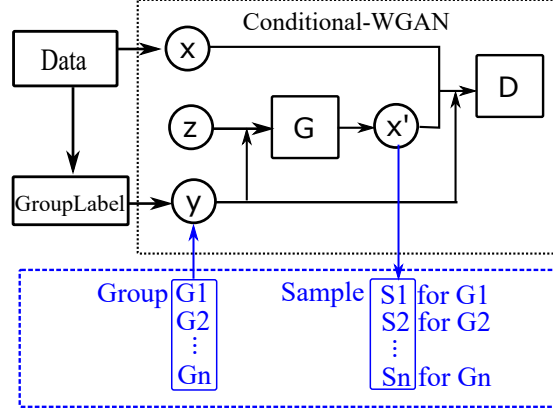 Conditional-WGAN
Data
x
D
z
G
x'
GroupLabel
y
Group G1
G2
⋮
Gn
Sample S1 for G1
S2 for G2
⋮
Sn for Gn